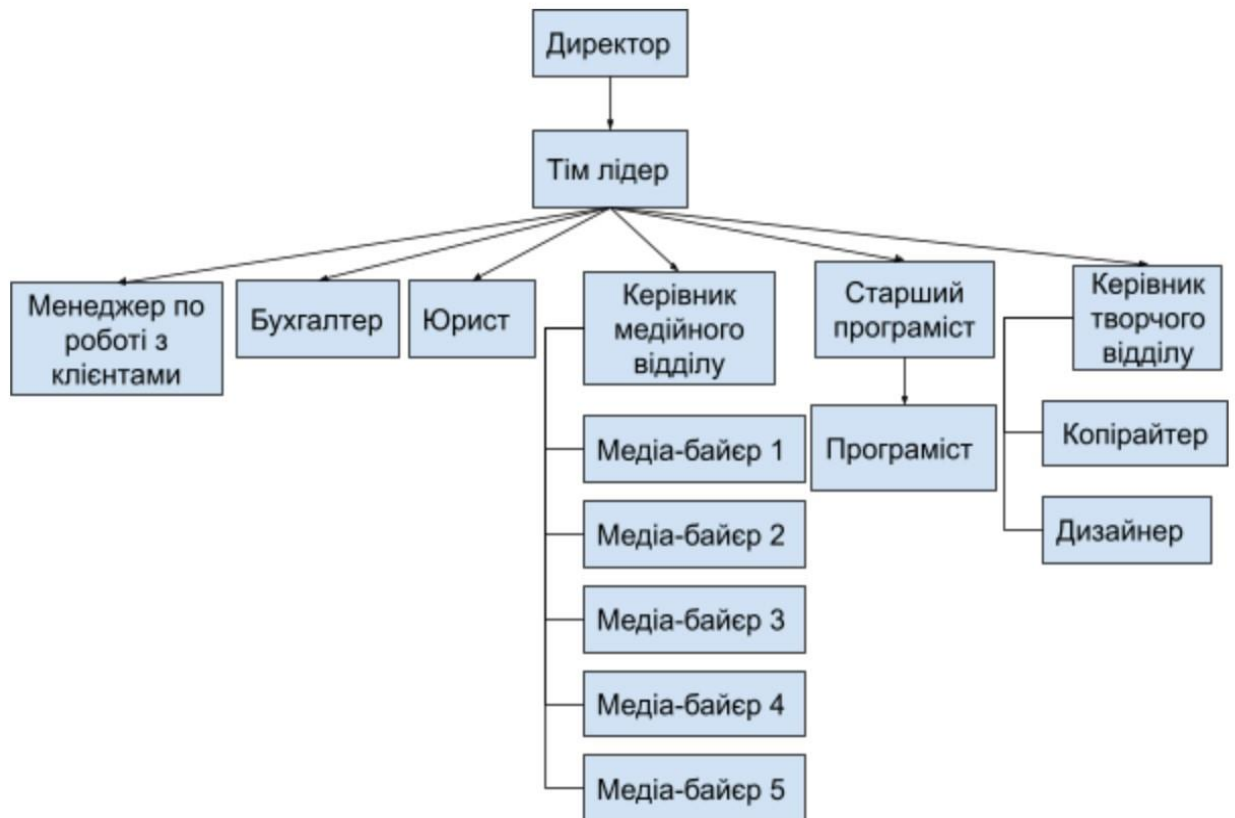 Директор
Тім лідер
Менеджер по
роботі з
клієнтами
Бухгалтер
Юрист
Керівник
медійного
відділу
Старший
програміст
Керівник
творчого
відділу
Медіа-байєр 1
Медіа-байєр 2
Медіа-байєр 3
Медіа-байєр 4
Медіа-байєр 5
Програміст
Копірайтер
Дизайнер